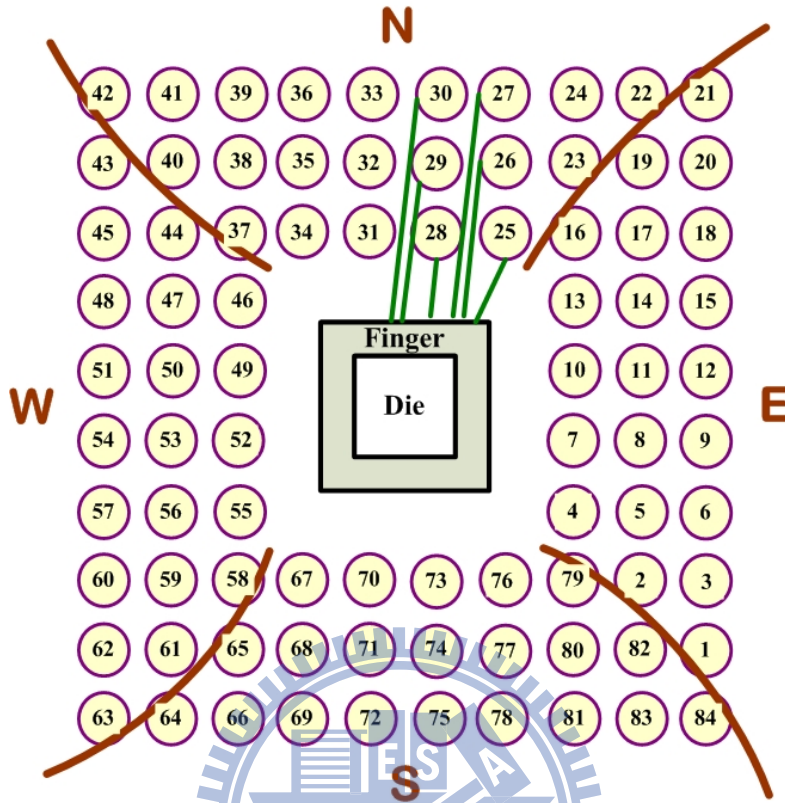 N
42 41 39 36 33 30 27 24 22 21
43 40 38 35 32 29 26 23 19 20
45 44 37 34 31 28 25 16 17 18
48 47 46 13 14 15
Finger
51 50 49 10 11 12
W Die E
54 53 52 7 8 9
57 56 55 4 5 6
60 59 58 67 70 73 76 79 2 3
62 61 65 68 71 74 77 80 82 1
63 64 66 69 72 75 78 81 83 84
E S A
S